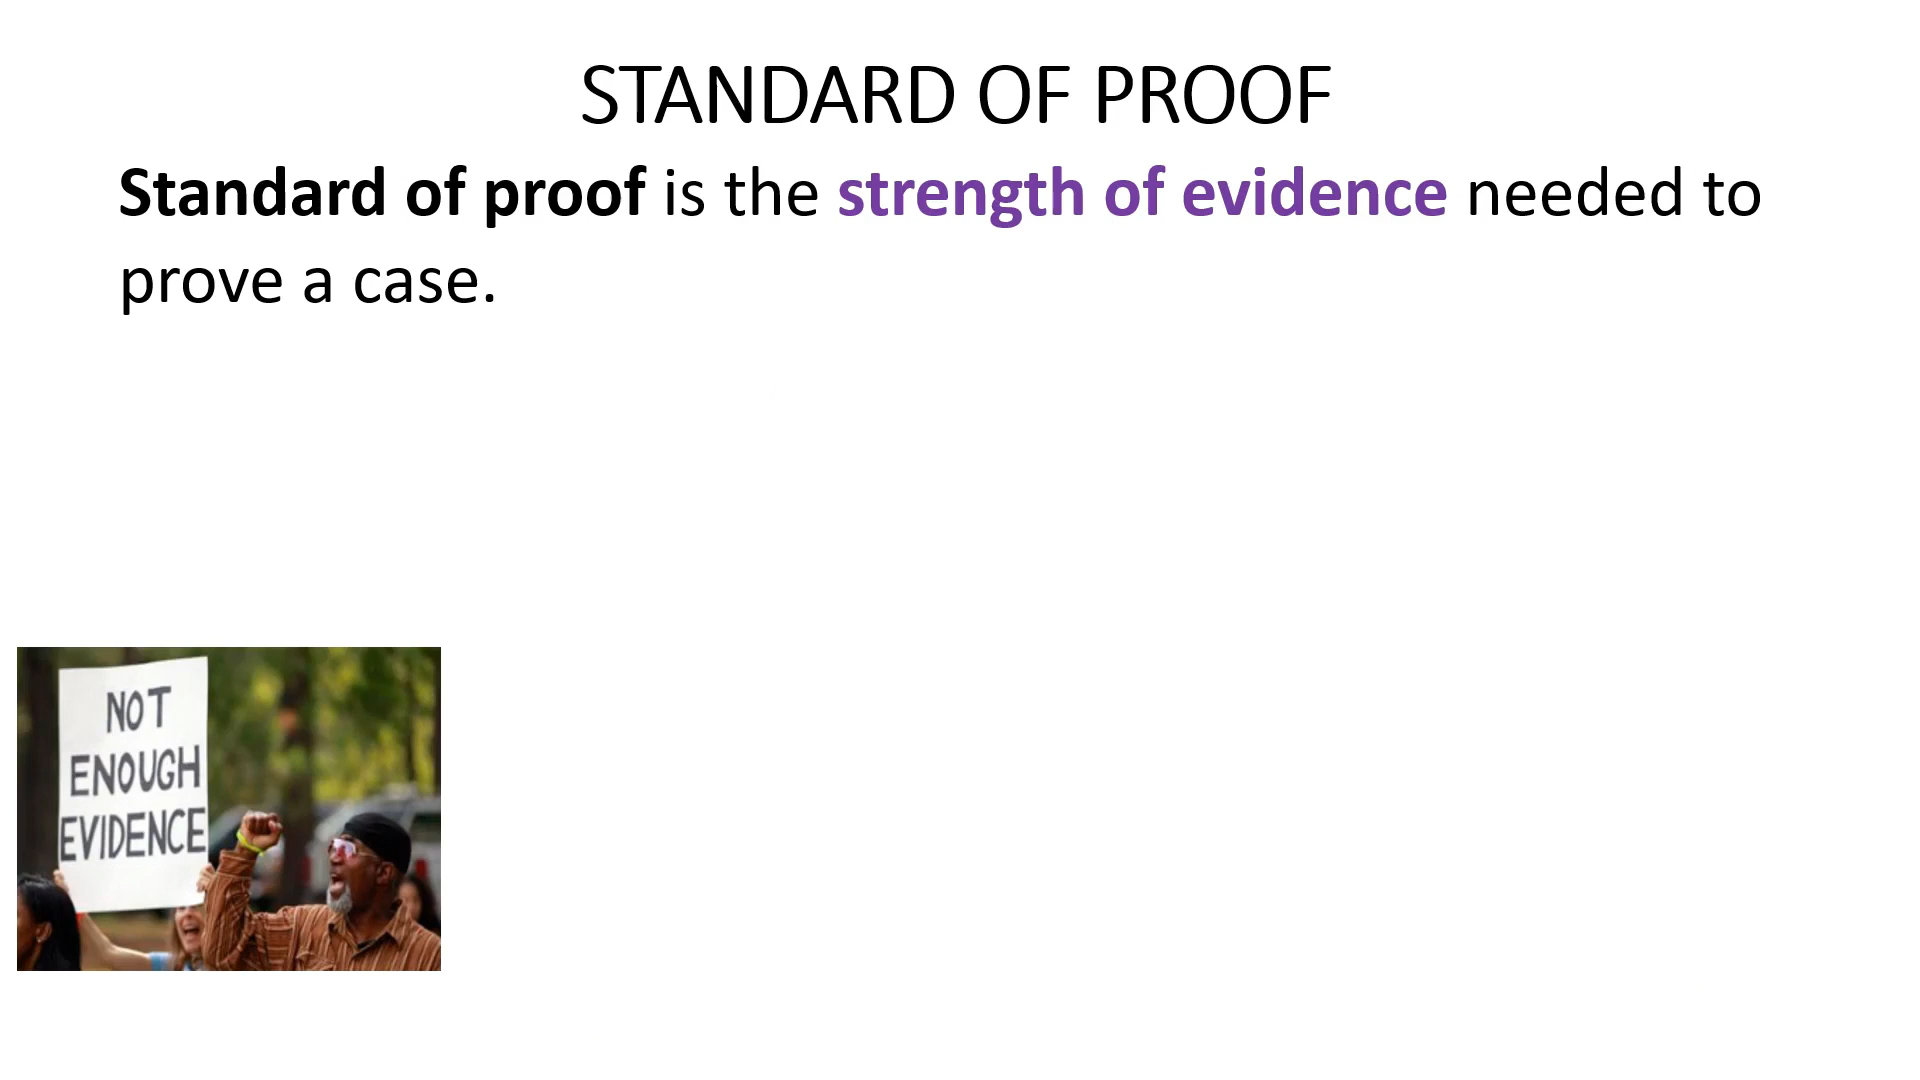 STANDARD OF PROOF
Standard of proof is the strength of evidence needed to
prove a case.
NOT
ENOUGH
EVIDENCE